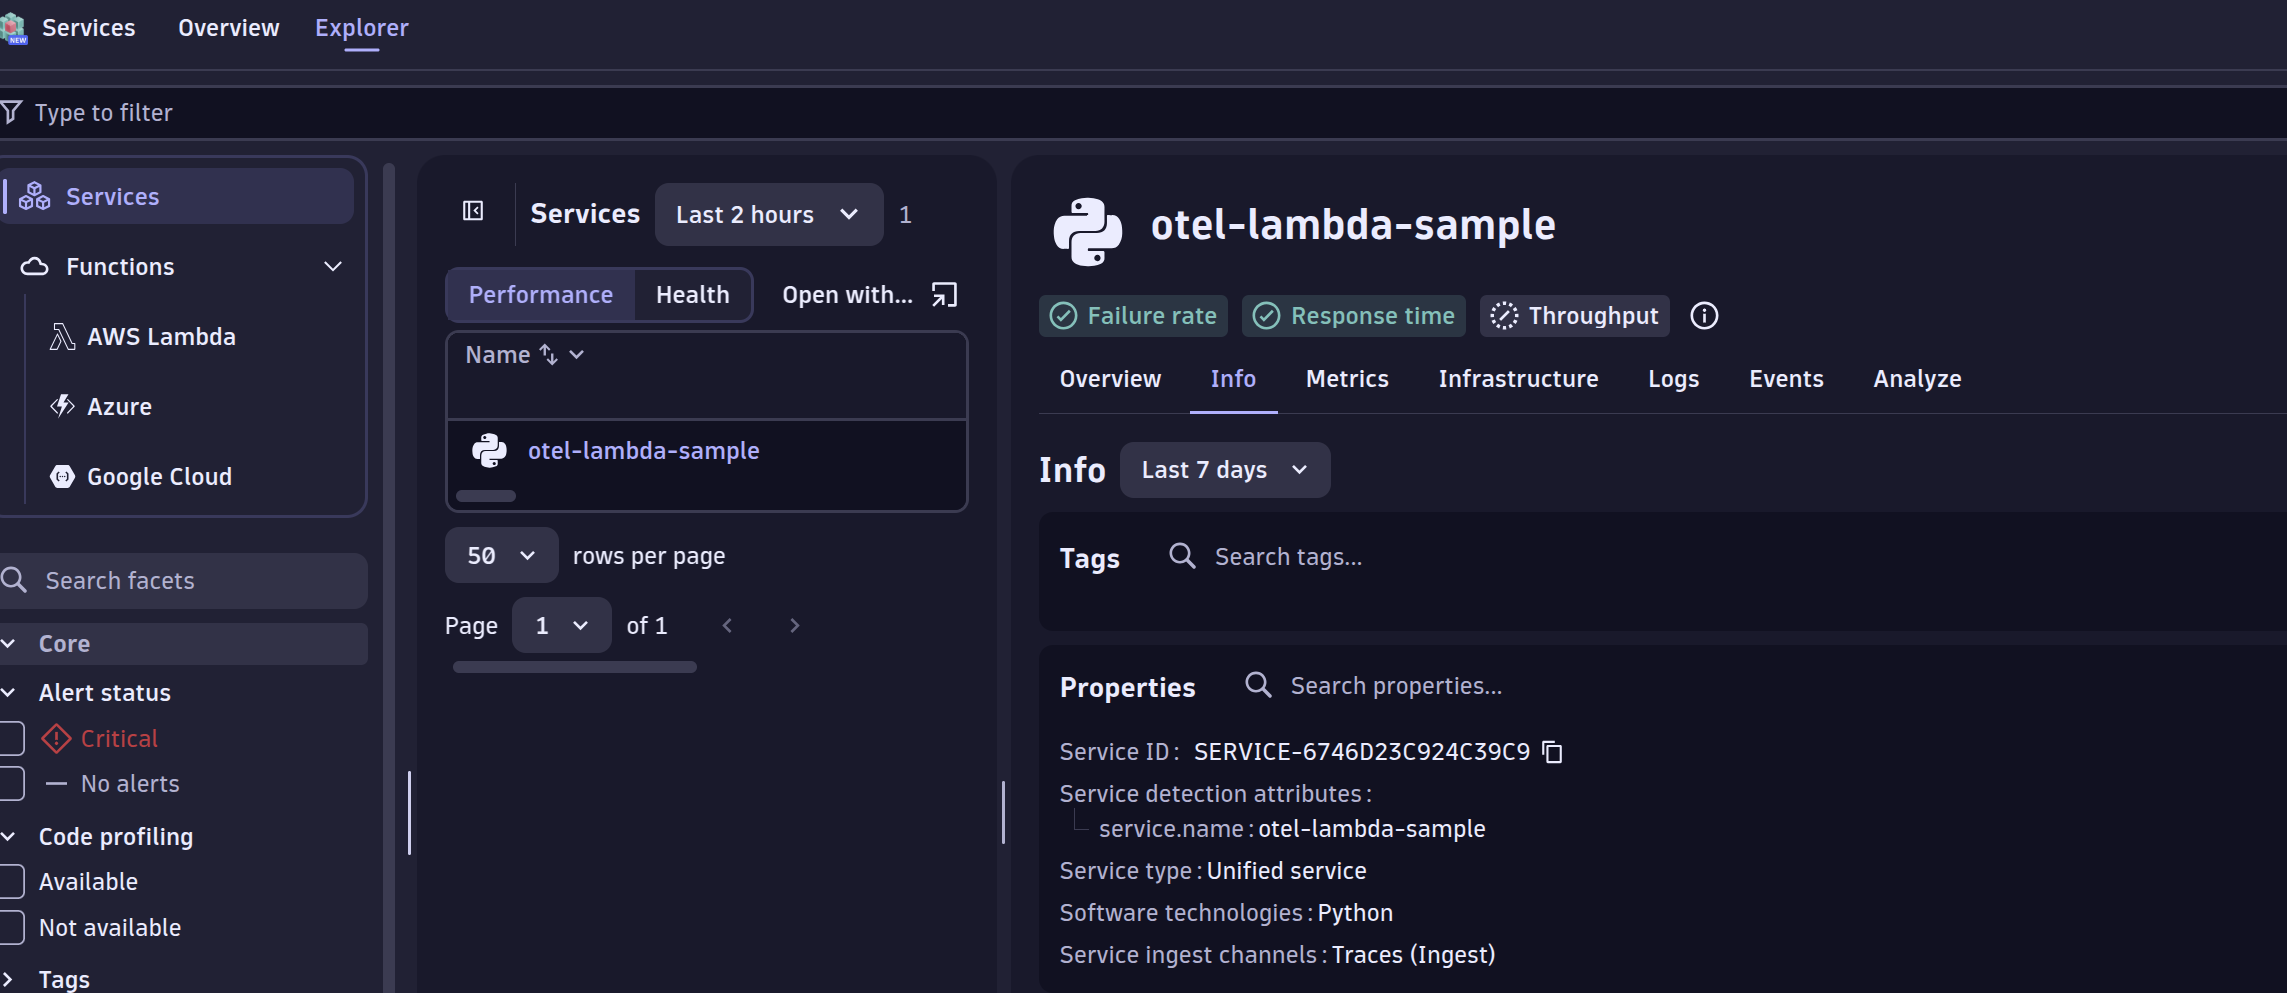 NEW
Services
Overview
Explorer
Type to filter
Services
Functions
AWS Lambda
Azure
Google Cloud
Search facets
Core
Alert status
Critical
No alerts
Code profiling
Available
Not available
Tags
Services
Last 2 hours
1
Performance
Health
Open with...
Name
otel-lambda-sample
50
rows per page
Page
1
of 1
otel-lambda-sample
Failure rate
Response time
Throughput
Overview
Info
Metrics
Infrastructure
Logs
Events
Analyze
Info
Last 7 days
Tags
Search tags...
Properties
Search properties...
Service ID: SERVICE-6746D23C924C39C9
Service detection attributes:
service.name: otel-lambda-sample
Service type: Unified service
Software technologies: Python
Service ingest channels: Traces (Ingest)